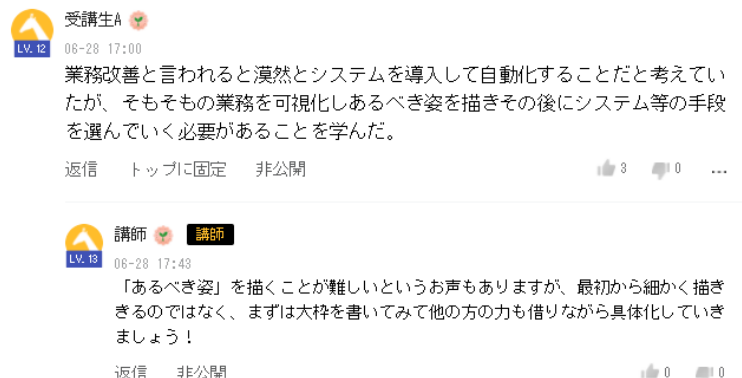 受講生A
LV. 12
06-28 17:00
業務改善と言われると漠然とシステムを導入して自動化することだと考えてい
たが、そもそもの業務を可視化しあるべき姿を描きその後にシステム等の手段
を選んでいく必要があることを学んだ。
返信 トップに固定 非公開 3 0 ...
講師 講師
LV. 13
06-28 17:43
「あるべき姿」を描くことが難しいというお声もありますが、最初から細かく描き
きるのではなく、まずは大枠を書いてみて他の方の力も借りながら具体化していき
ましょう！
返信 非公開 0 0